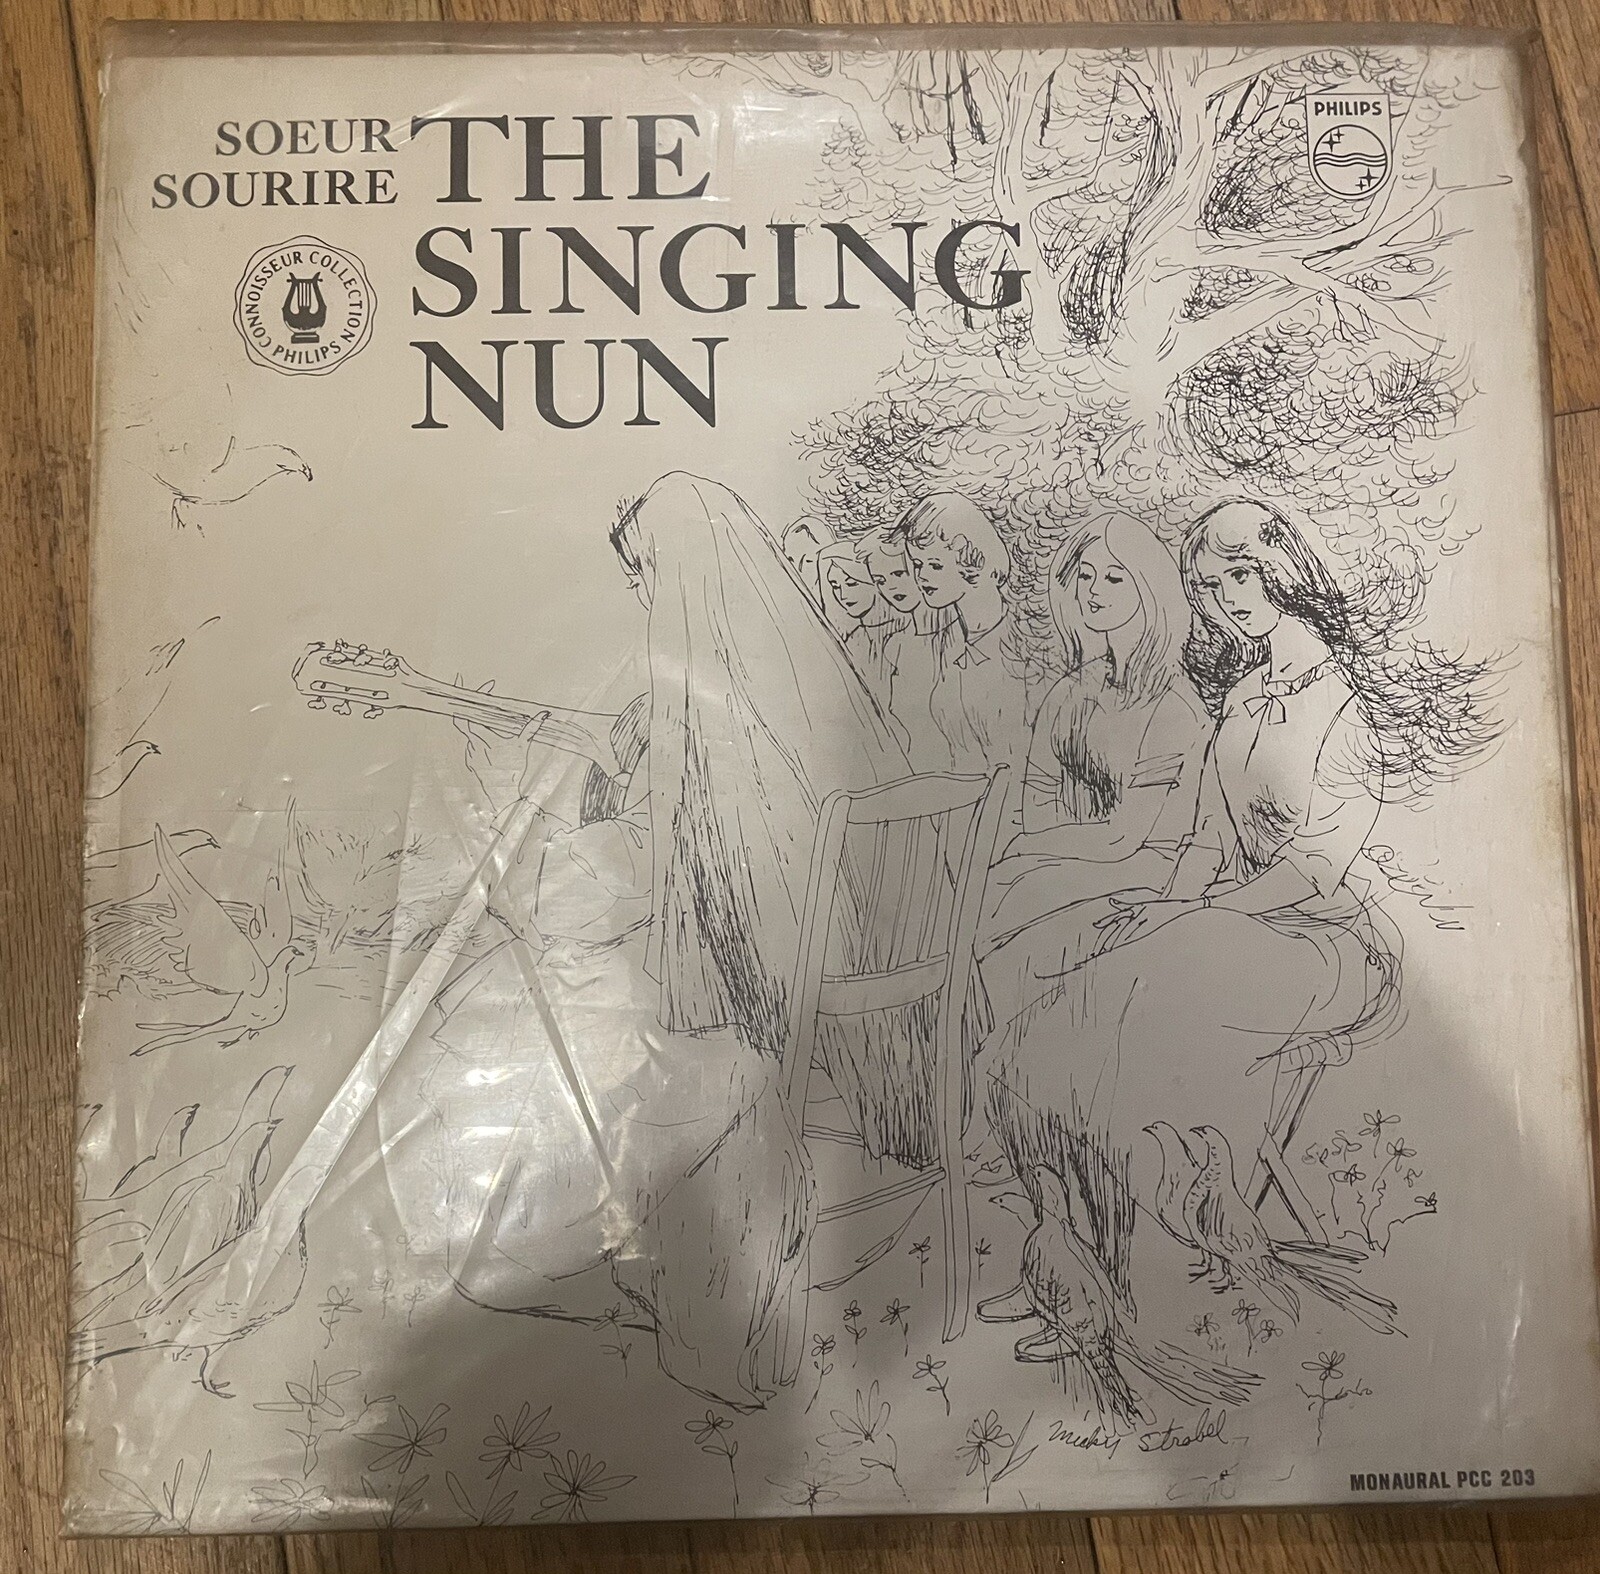 SOEUR
SOURIRE
THE
SINGING
NUN
CONNOISSEUR COLLECTION
PHILIPS
PHILIPS
Micky Strobel
MONAURAL PCC 203